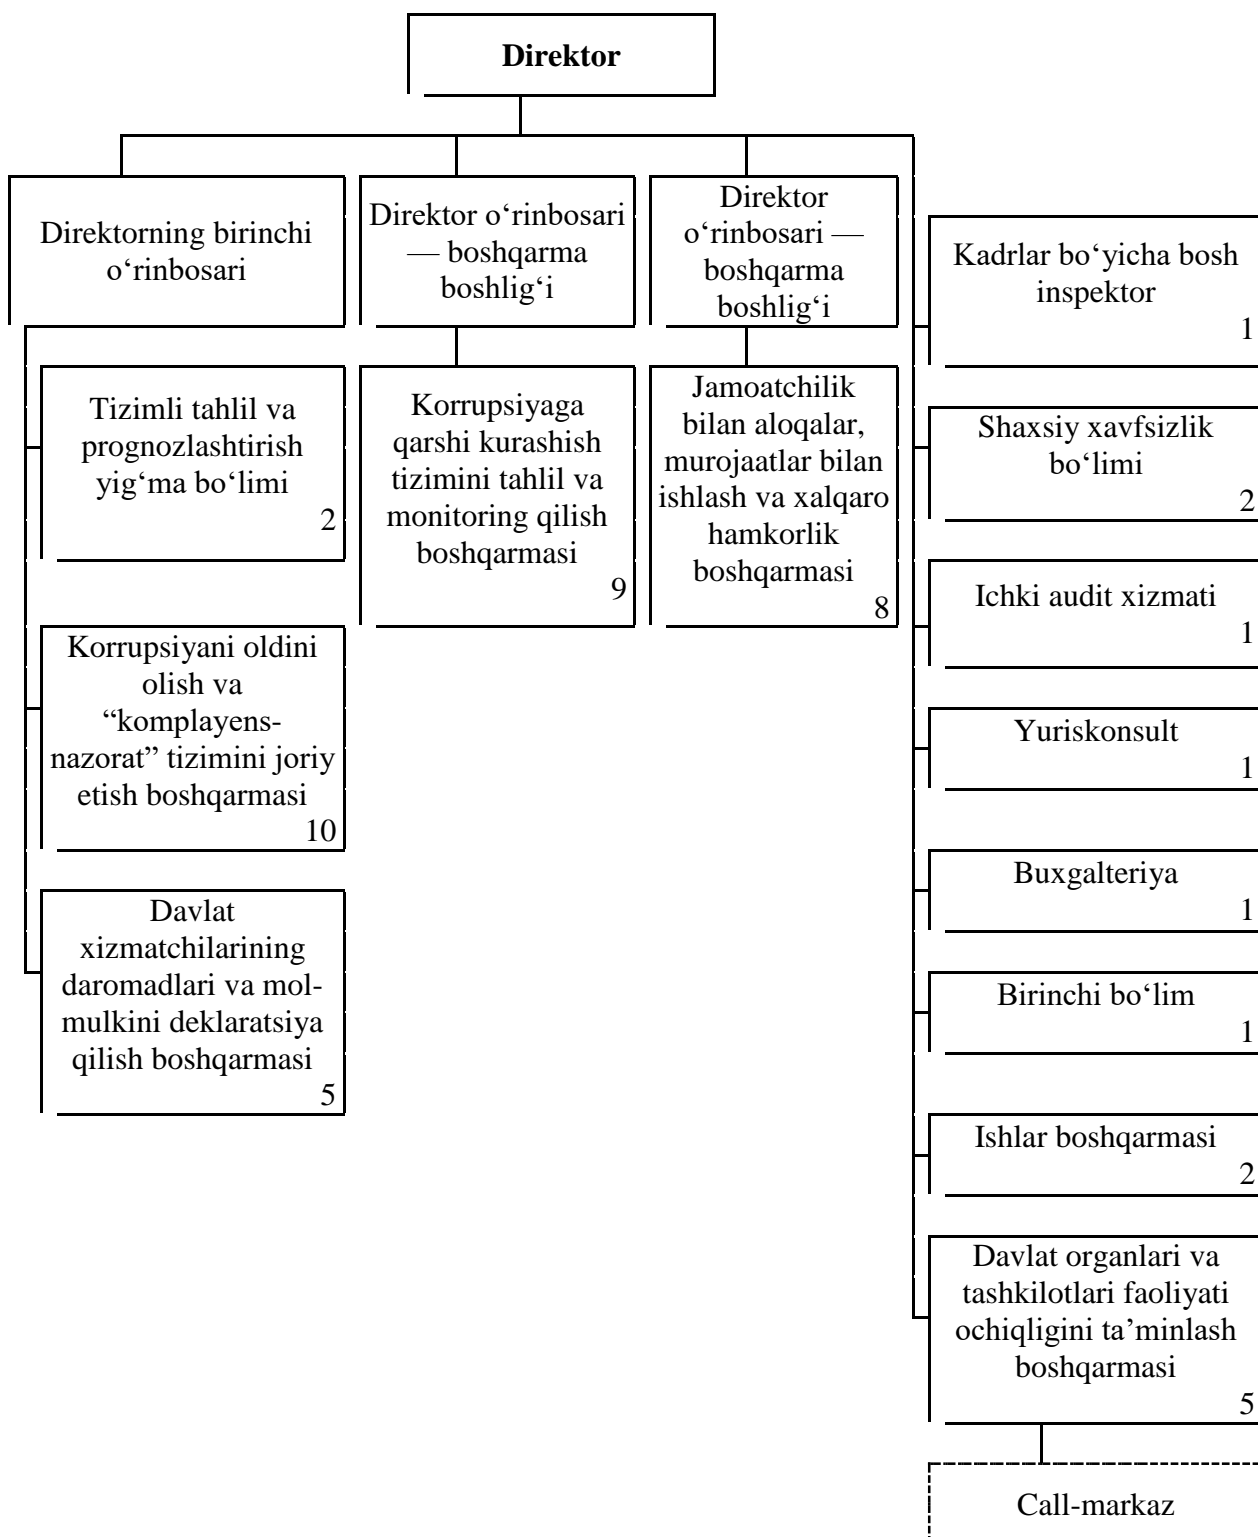 Direktor
Direktorning birinchi
o‘rinbosari
Direktor o‘rinbosari
— boshqarma
boshlig‘i
Direktor
o‘rinbosari —
boshqarma
boshlig‘i
Kadrlar bo‘yicha bosh
inspektor
1
Tizimli tahlil va
prognozlashtirish
yig‘ma bo‘limi
2
Korrupsiyani oldini
olish va
“komplayens-
nazorat” tizimini joriy
etish boshqarmasi
10
Davlat
xizmatchilarining
daromadlari va mol-
mulkini deklaratsiya
qilish boshqarmasi
5
Korrupsiyaga
qarshi kurashish
tizimini tahlil va
monitoring qilish
boshqarmasi
9
Jamoatchilik
bilan aloqalar,
murojaatlar bilan
ishlash va xalqaro
hamkorlik
boshqarmasi
8
Shaxsiy xavfsizlik
bo‘limi
2
Ichki audit xizmati
1
Yuriskonsult
1
Buxgalteriya
1
Birinchi bo‘lim
1
Ishlar boshqarmasi
2
Davlat organlari va
tashkilotlari faoliyati
ochiqligini ta’minlash
boshqarmasi
5
Call-markaz